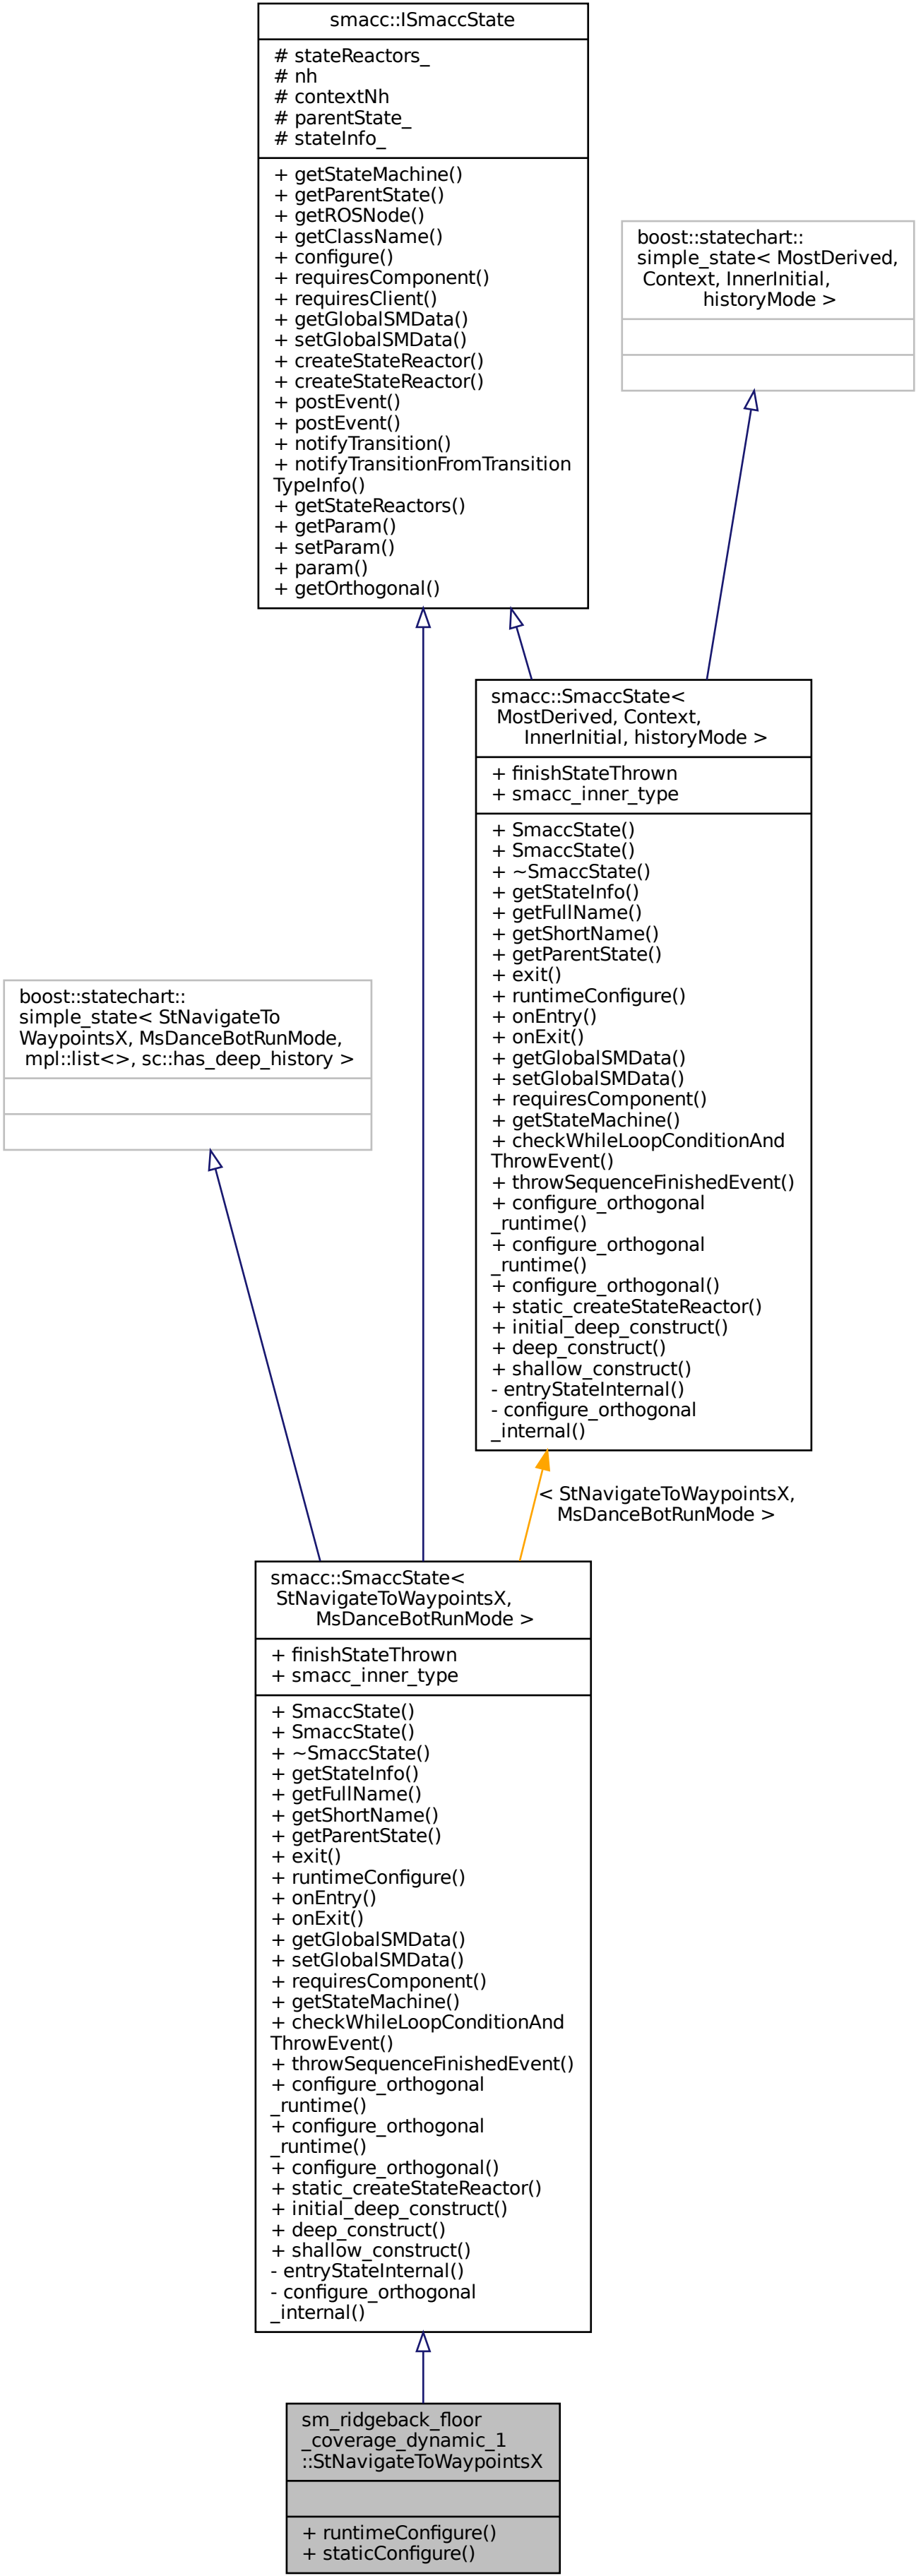 smacc::ISmaccState
# stateReactors_
# nh
# contextNh
# parentState_
# stateInfo_
+ getStateMachine()
+ getParentState()
+ getROSNode()
+ getClassName()
+ configure()
+ requiresComponent()
+ requiresClient()
+ getGlobalSMData()
+ setGlobalSMData()
+ createStateReactor()
+ createStateReactor()
+ postEvent()
+ postEvent()
+ notifyTransition()
+ notifyTransitionFromTransition
TypeInfo()
+ getStateReactors()
+ getParam()
+ setParam()
+ param()
+ getOrthogonal()
boost::statechart::
simple_state< MostDerived,
Context, InnerInitial,
historyMode >
smacc::SmaccState<
MostDerived, Context,
InnerInitial, historyMode >
+ finishStateThrown
+ smacc_inner_type
+ SmaccState()
+ SmaccState()
+ ~SmaccState()
+ getStateInfo()
+ getFullName()
+ getShortName()
+ getParentState()
+ exit()
+ runtimeConfigure()
+ onEntry()
+ onExit()
+ getGlobalSMData()
+ setGlobalSMData()
+ requiresComponent()
+ getStateMachine()
+ checkWhileLoopConditionAnd
ThrowEvent()
+ throwSequenceFinishedEvent()
+ configure_orthogonal
_runtime()
+ configure_orthogonal
_runtime()
+ configure_orthogonal()
+ static_createStateReactor()
+ initial_deep_construct()
+ deep_construct()
+ shallow_construct()
- entryStateInternal()
- configure_orthogonal
_internal()
boost::statechart::
simple_state< StNavigateTo
WaypointsX, MsDanceBotRunMode,
mpl::list<>, sc::has_deep_history >
< StNavigateToWaypointsX,
MsDanceBotRunMode >
smacc::SmaccState<
StNavigateToWaypointsX,
MsDanceBotRunMode >
+ finishStateThrown
+ smacc_inner_type
+ SmaccState()
+ SmaccState()
+ ~SmaccState()
+ getStateInfo()
+ getFullName()
+ getShortName()
+ getParentState()
+ exit()
+ runtimeConfigure()
+ onEntry()
+ onExit()
+ getGlobalSMData()
+ setGlobalSMData()
+ requiresComponent()
+ getStateMachine()
+ checkWhileLoopConditionAnd
ThrowEvent()
+ throwSequenceFinishedEvent()
+ configure_orthogonal
_runtime()
+ configure_orthogonal
_runtime()
+ configure_orthogonal()
+ static_createStateReactor()
+ initial_deep_construct()
+ deep_construct()
+ shallow_construct()
- entryStateInternal()
- configure_orthogonal
_internal()
sm_ridgeback_floor
_coverage_dynamic_1
::StNavigateToWaypointsX
+ runtimeConfigure()
+ staticConfigure()